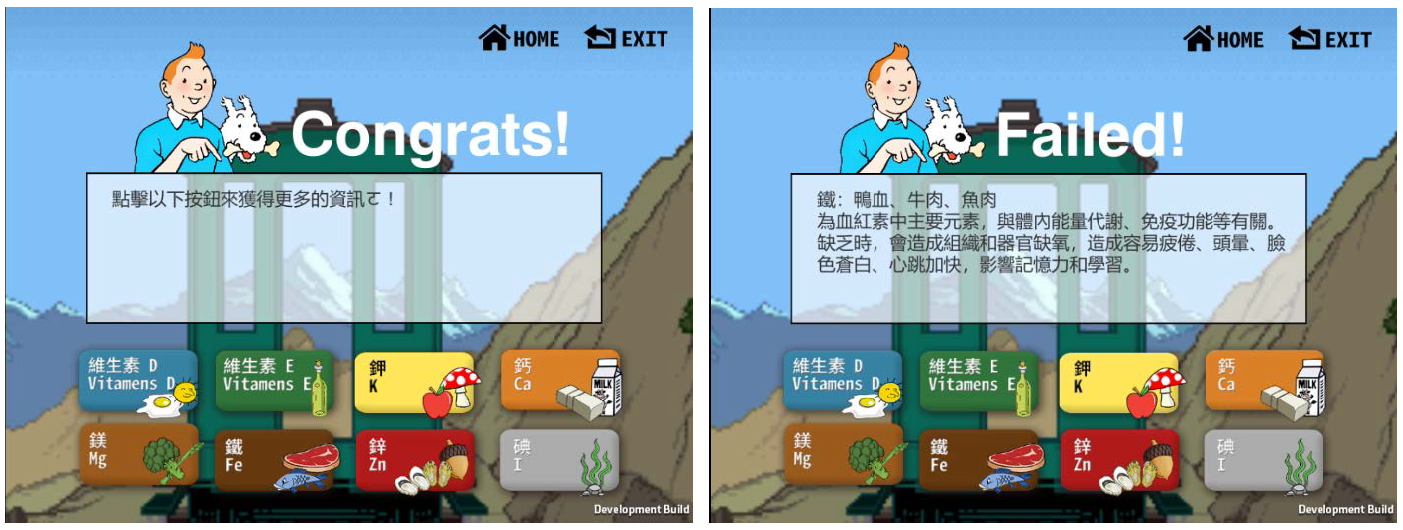 HOME EXIT
Congrats!
點擊以下按鈕來獲得更多的資訊ㄛ！
維生素 D
Vitamens D
維生素 E
Vitamens E
鉀
K
鈣
Ca
MILK
鎂
Mg
鐵
Fe
鋅
Zn
碘
I
Development Build
HOME EXIT
Failed!
鐵：鴨血、牛肉、魚肉
為血紅素中主要元素，與體內能量代謝、免疫功能等有關。
缺乏時，會造成組織和器官缺氧，造成容易疲倦、頭暈、臉
色蒼白、心跳加快，影響記憶力和學習。
維生素 D
Vitamens D
維生素 E
Vitamens E
鉀
K
鈣
Ca
MILK
鎂
Mg
鐵
Fe
鋅
Zn
碘
I
Development Build